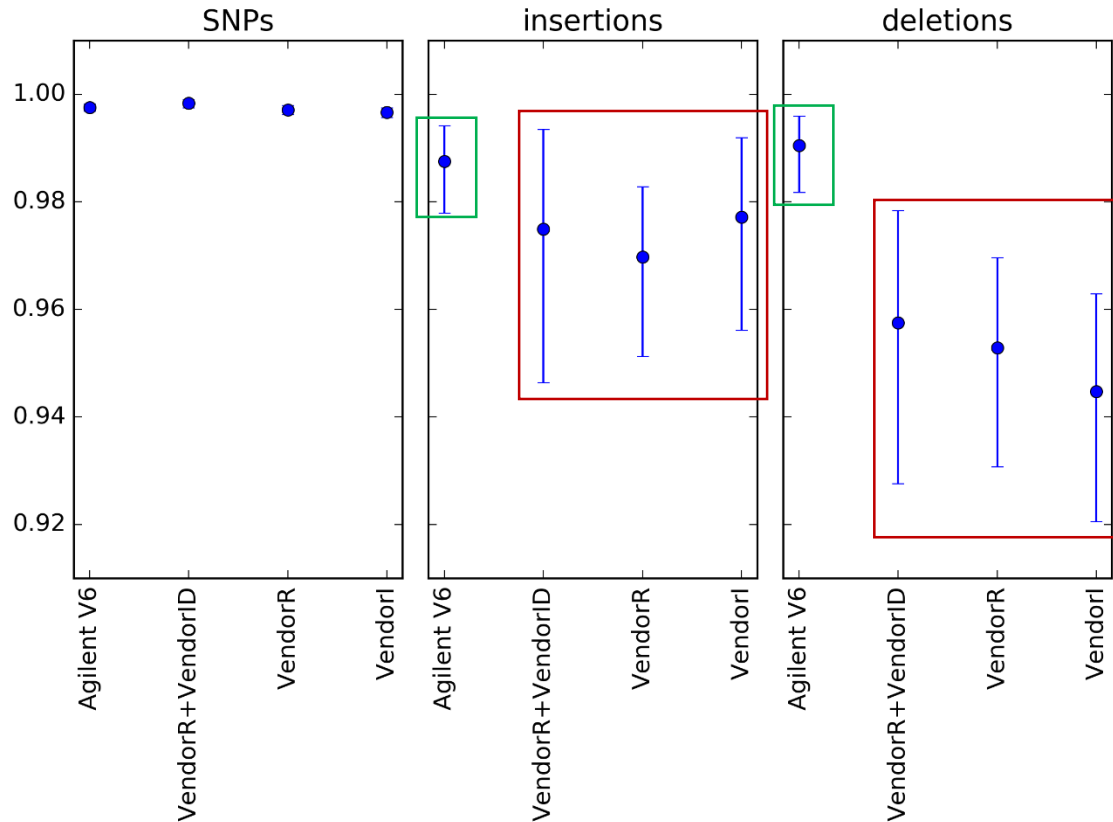 SNPs
insertions
deletions
1.00
0.98
0.96
0.94
0.92
Agilent V6
VendorR+VendorID
VendorR
VendorI
Agilent V6
VendorR+VendorID
VendorR
VendorI
Agilent V6
VendorR+VendorID
VendorR
VendorI